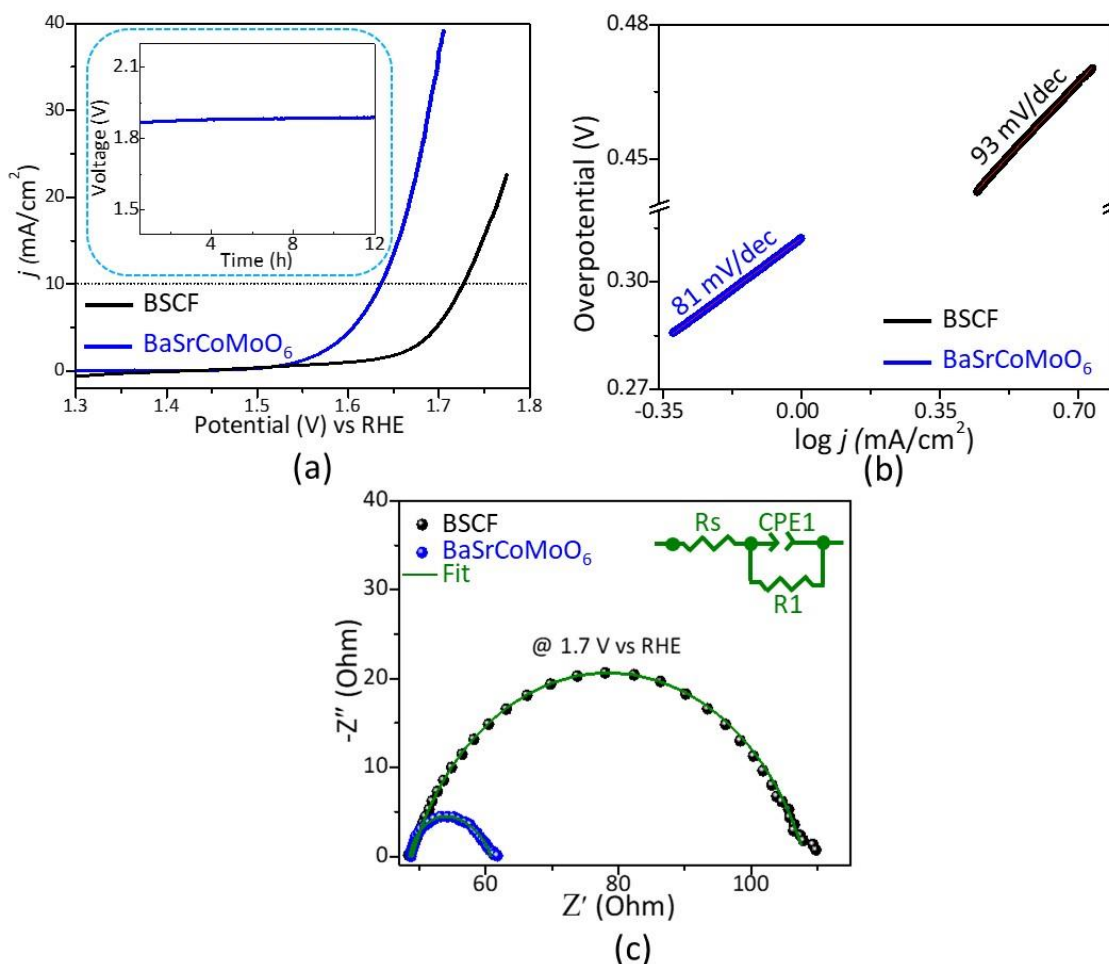 40
30
20
10
0
j (mA/cm²)
2.1
1.8
1.5
Voltage (V)
4
8
12
Time (h)
BSCF
BaSrCoMoO₆
1.3
1.4
1.5
1.6
1.7
1.8
Potential (V) vs RHE
(a)
0.48
0.45
0.30
0.27
Overpotential (V)
93 mV/dec
81 mV/dec
BSCF
BaSrCoMoO₆
-0.35
0.00
0.35
0.70
log j (mA/cm²)
(b)
40
30
20
10
0
-Z″ (Ohm)
BSCF
BaSrCoMoO₆
Fit
Rs
CPE1
R1
@ 1.7 V vs RHE
60
80
100
Z′ (Ohm)
(c)